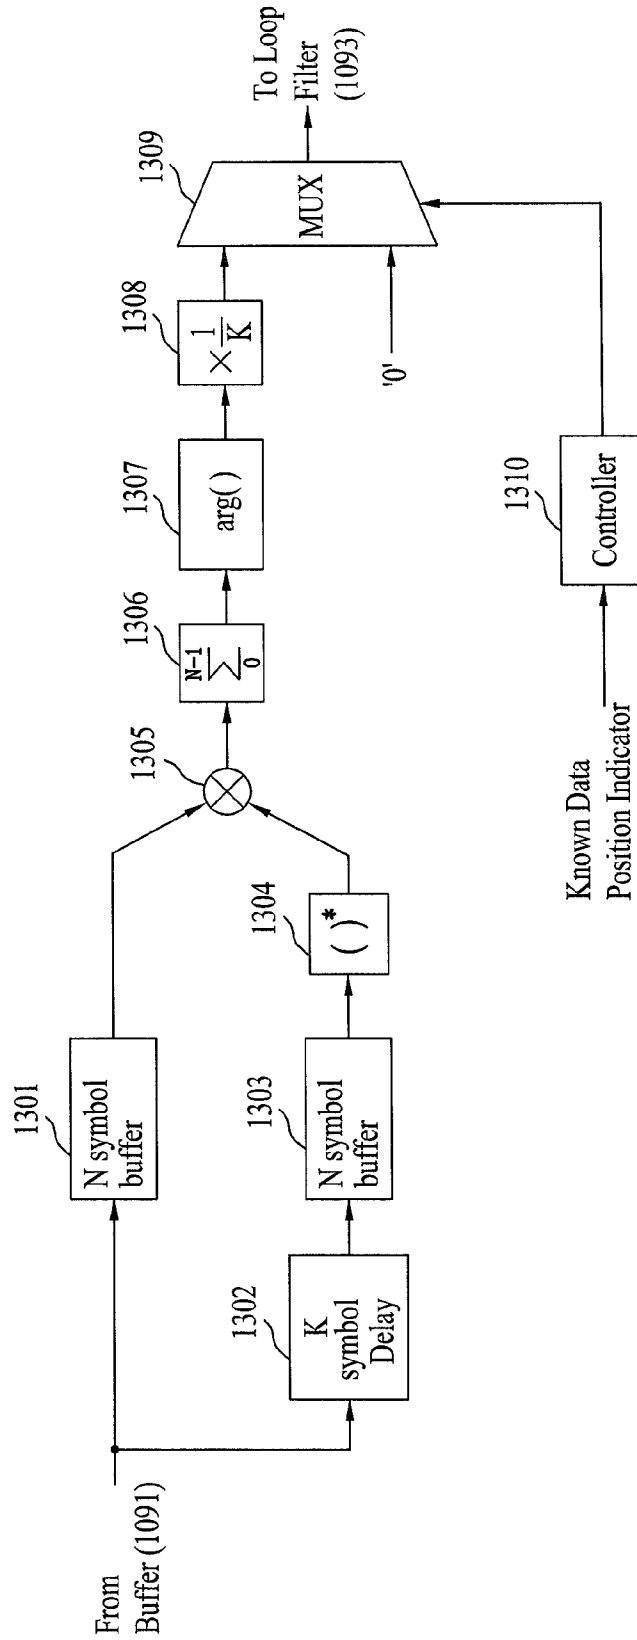 From
Buffer (1091)
1301
N symbol
buffer
1302
K
symbol
Delay
1303
N symbol
buffer
1304
( )*
1305
1306
N-1
∑
0
1307
arg( )
1308
× 1/K
1309
MUX
'0'
To Loop
Filter
(1093)
Known Data
Position Indicator
1310
Controller